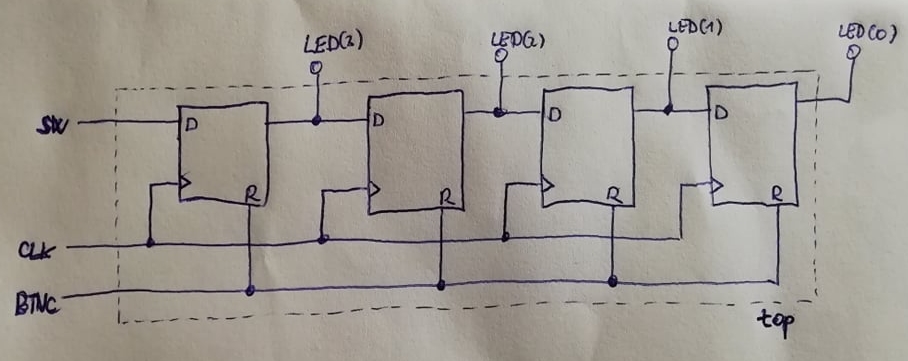 LED(3) LED(2) LED(1) LED(0)
SW D D D D
R R R R
CLK
BTNC
top